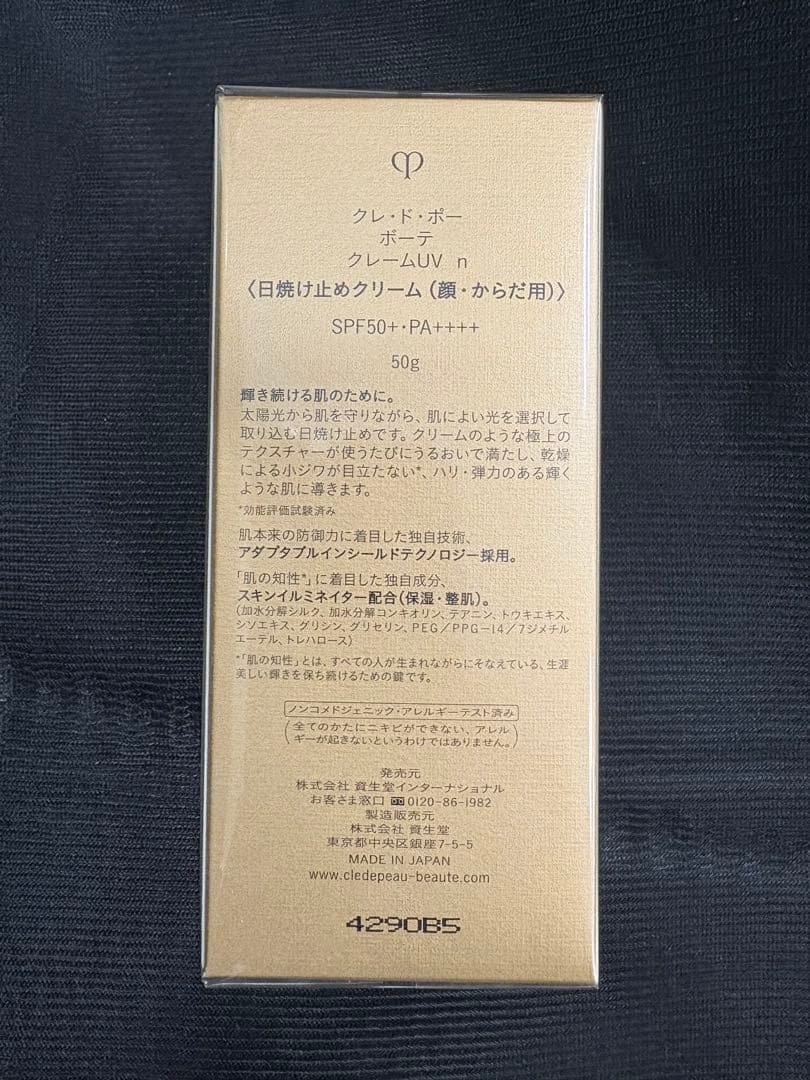 クレ・ド・ポー
ボーテ
クレームUV n
〈日焼け止めクリーム（顔・からだ用）〉
SPF50+・PA++++
50g
輝き続ける肌のために。
太陽光から肌を守りながら、肌によい光を選択して
取り込む日焼け止めです。クリームのような極上の
テクスチャーが使うたびにうるおいで満たし、乾燥
による小ジワが目立たない*、ハリ・弾力のある輝く
ような肌に導きます。
*効能評価試験済み
肌本来の防御力に着目した独自技術、
アダプタブルインシールドテクノロジー採用。
「肌の知性*」に着目した独自成分、
スキンイルミネイター配合（保湿・整肌）。
（加水分解シルク、加水分解コンキオリン、テアニン、トウキエキス、
シソエキス、グリシン、グリセリン、PEG／PPG－14／7ジメチル
エーテル、トレハロース）
*「肌の知性」とは、すべての人が生まれながらにそなえている、生涯
美しい輝きを保ち続けるための鍵です。
ノンコメドジェニック・アレルギーテスト済み
（全てのかたにニキビができない、アレル
ギーが起きないというわけではありません。）
発売元
株式会社 資生堂インターナショナル
お客さま窓口 0120-86-1982
製造販売元
株式会社 資生堂
東京都中央区銀座7-5-5
MADE IN JAPAN
www.cledepeau-beaute.com
4290B5